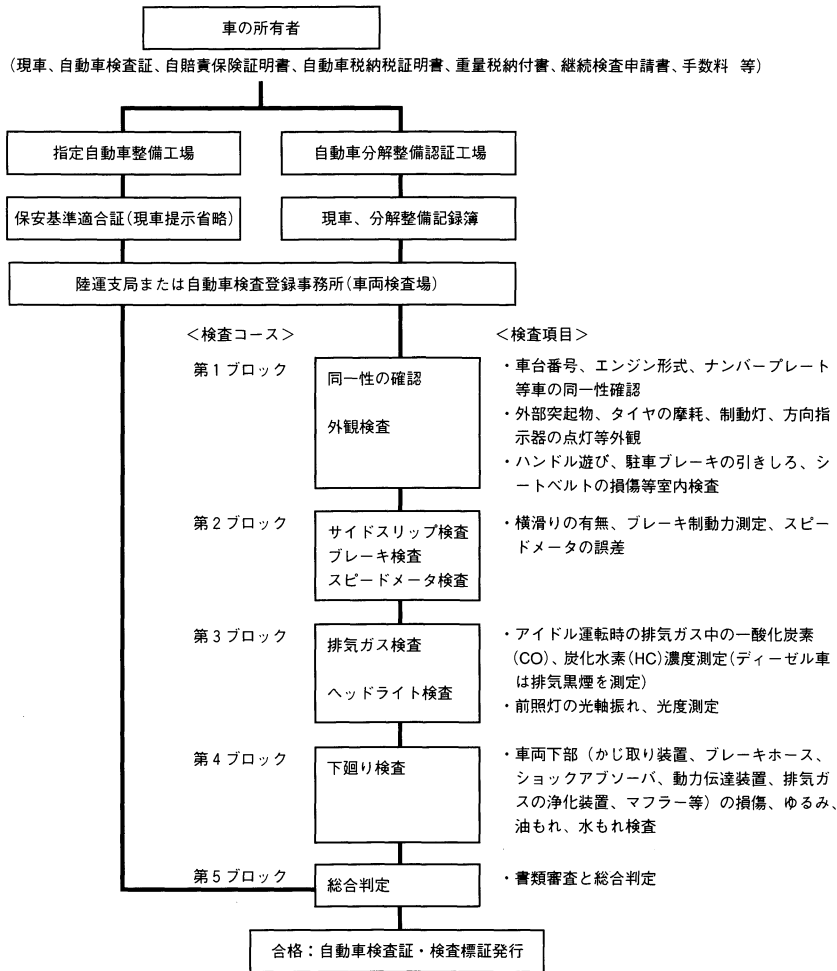 車の所有者
(現車、自動車検査証、自賠責保険証明書、自動車税納税証明書、重量税納付書、継続検査申請書、手数料 等)
指定自動車整備工場
自動車分解整備認証工場
保安基準適合証(現車提示省略)
現車、分解整備記録簿
陸運支局または自動車検査登録事務所(車両検査場)
<検査コース>
<検査項目>
第1ブロック
同一性の確認
外観検査
・車台番号、エンジン形式、ナンバープレート
等車の同一性確認
・外部突起物、タイヤの摩耗、制動灯、方向指
示器の点灯等外観
・ハンドル遊び、駐車ブレーキの引きしろ、シ
ートベルトの損傷等室内検査
第2ブロック
サイドスリップ検査
ブレーキ検査
スピードメータ検査
・横滑りの有無、ブレーキ制動力測定、スピー
ドメータの誤差
第3ブロック
排気ガス検査
ヘッドライト検査
・アイドル運転時の排気ガス中の一酸化炭素
(CO)、炭化水素(HC)濃度測定(ディーゼル車
は排気黒煙を測定)
・前照灯の光軸振れ、光度測定
第4ブロック
下廻り検査
・車両下部(かじ取り装置、ブレーキホース、
ショックアブソーバ、動力伝達装置、排気ガ
スの浄化装置、マフラー等)の損傷、ゆるみ、
油もれ、水もれ検査
第5ブロック
総合判定
・書類審査と総合判定
合格:自動車検査証・検査標証発行